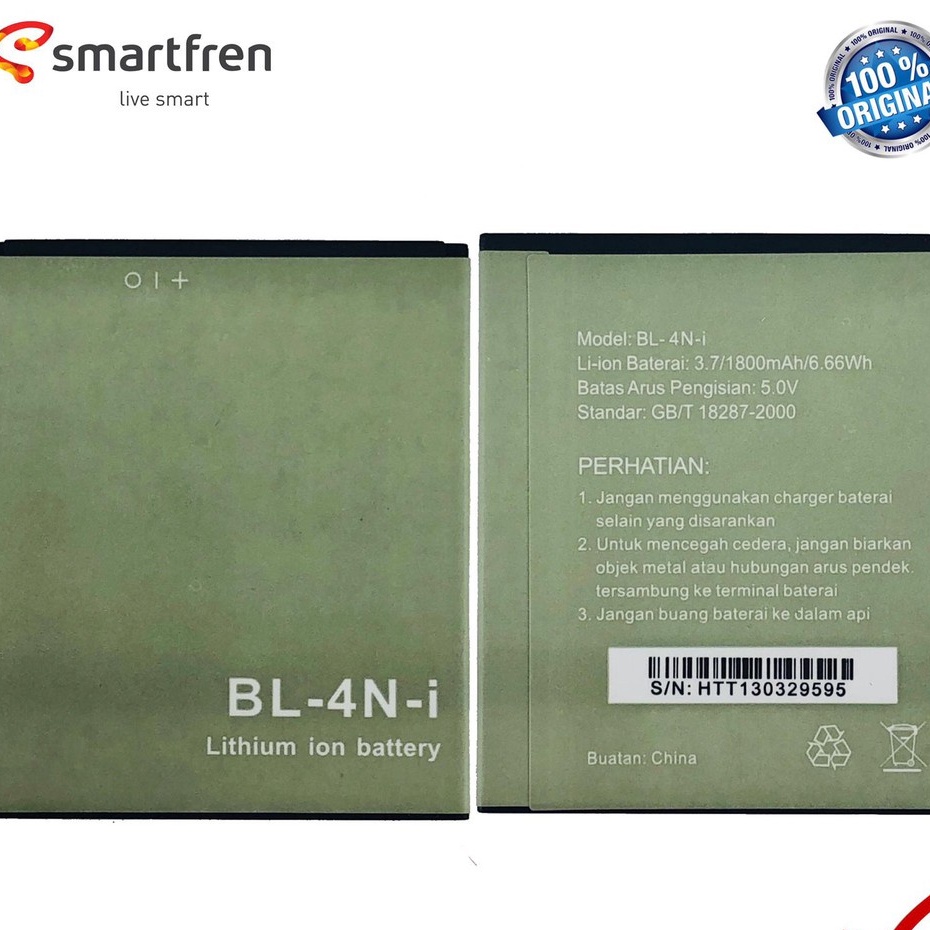 smartfren
live smart
100% ORIGINAL
100 %
ORIGINA
BL-4N-i
Lithium ion battery
Model: BL- 4N-i
Li-ion Baterai: 3.7/1800mAh/6.66Wh
Batas Arus Pengisian: 5.0V
Standar: GB/T 18287-2000
PERHATIAN:
1. Jangan menggunakan charger baterai
selain yang disarankan
2. Untuk mencegah cedera, jangan biarkan
objek metal atau hubungan arus pendek
tersambung ke terminal baterai
3. Jangan buang baterai ke dalam api
S/N: HTT130329595
Buatan: China